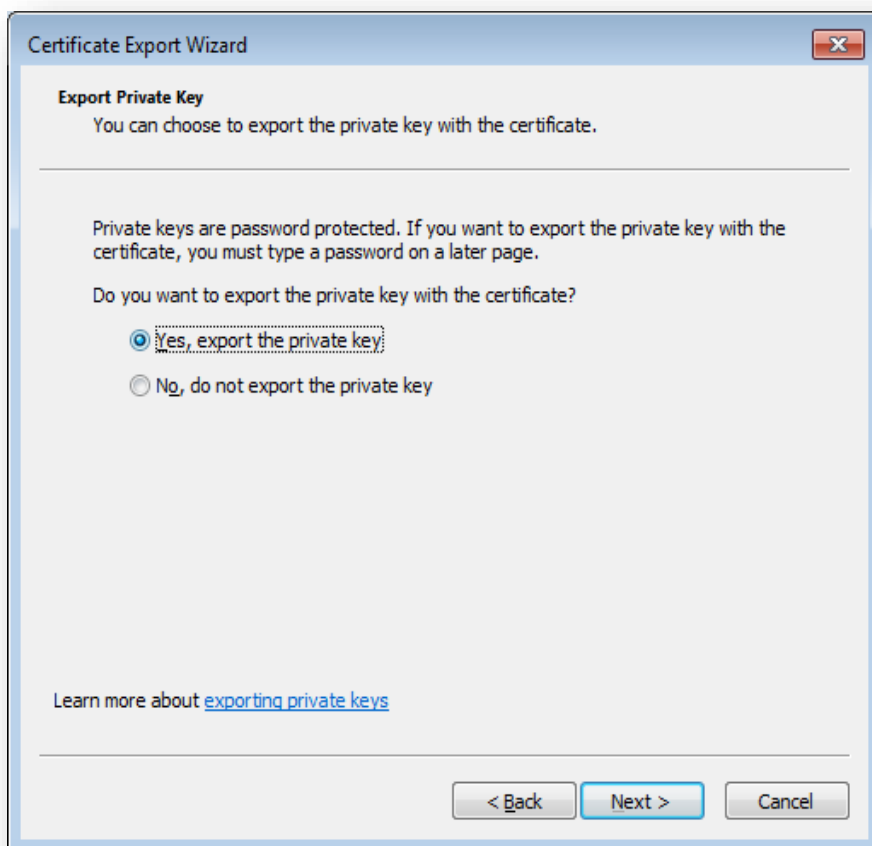 Certificate Export Wizard
Export Private Key
You can choose to export the private key with the certificate.
Private keys are password protected. If you want to export the private key with the
certificate, you must type a password on a later page.
Do you want to export the private key with the certificate?
Yes, export the private key
No, do not export the private key
Learn more about exporting private keys
< Back Next > Cancel